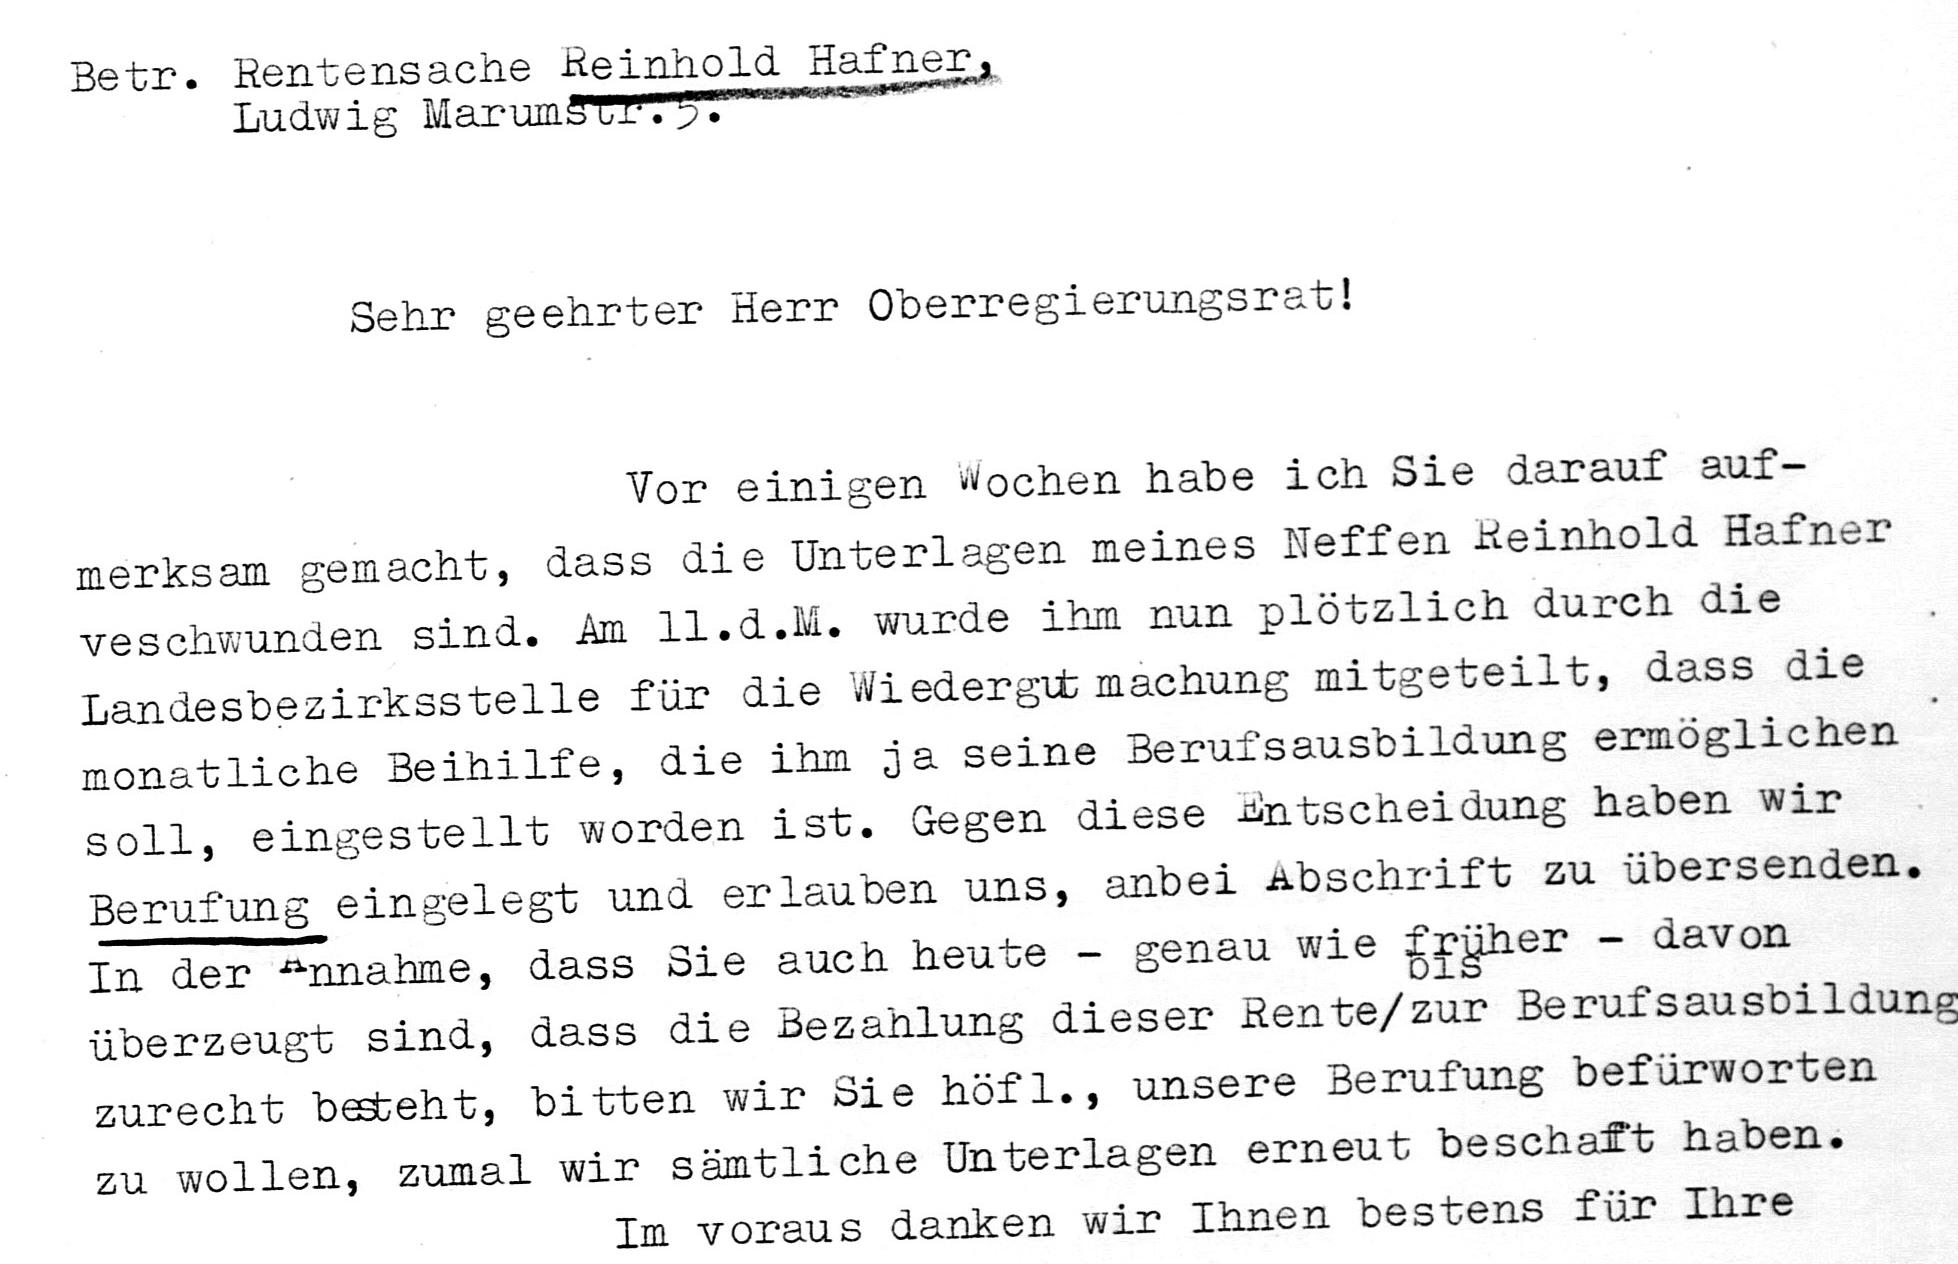 Betr. Rentensache Reinhold Hafner,
Ludwig Marumstr.5.
Sehr geehrter Herr Oberregierungsrat!
Vor einigen Wochen habe ich Sie darauf auf-
merksam gemacht, dass die Unterlagen meines Neffen Reinhold Hafner
veschwunden sind. Am 11.d.M. wurde ihm nun plötzlich durch die
Landesbezirksstelle für die Wiedergutmachung mitgeteilt, dass die
monatliche Beihilfe, die ihm ja seine Berufsausbildung ermöglichen
soll, eingestellt worden ist. Gegen diese Entscheidung haben wir
Berufung eingelegt und erlauben uns, anbei Abschrift zu übersenden.
In der Annahme, dass Sie auch heute - genau wie früher - davon
bis
überzeugt sind, dass die Bezahlung dieser Rente/zur Berufsausbildung
zurecht besteht, bitten wir Sie höfl., unsere Berufung befürworten
zu wollen, zumal wir sämtliche Unterlagen erneut beschafft haben.
Im voraus danken wir Ihnen bestens für Ihre